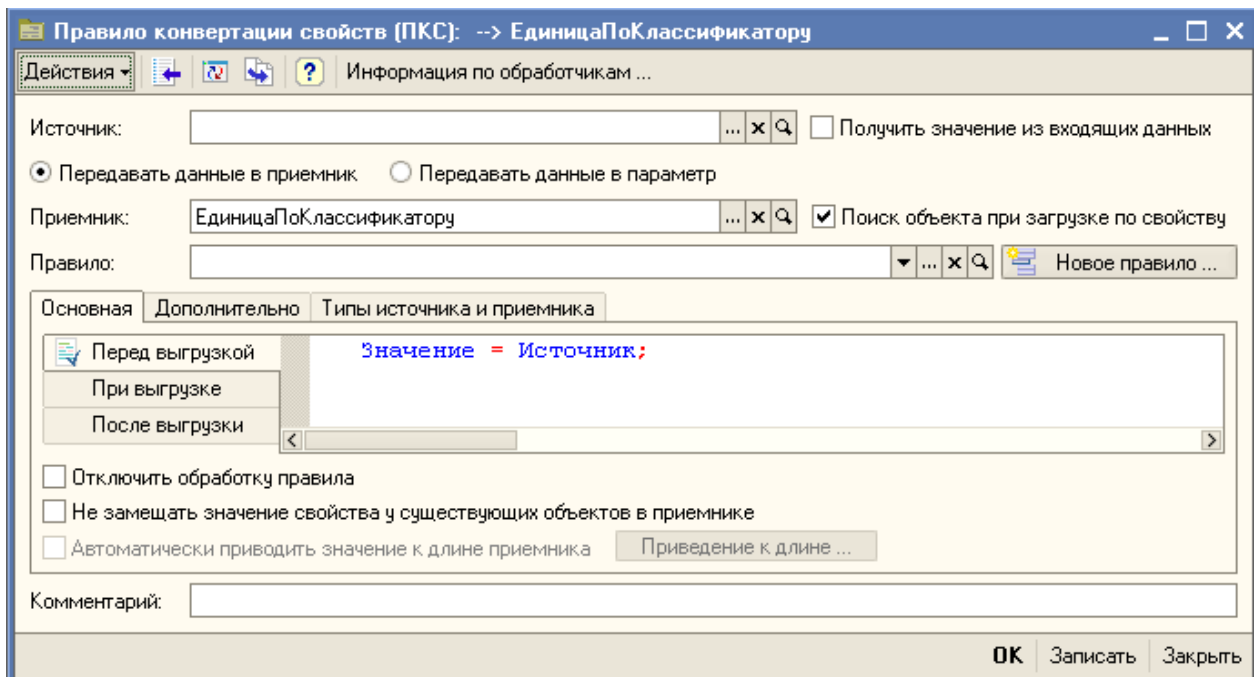 Правило конвертации свойств (ПКС): --> ЕдиницаПоКлассификатору
Действия Информация по обработчикам ...
Источник: ... Получить значение из входящих данных
Передавать данные в приемник Передавать данные в параметр
Приемник: ЕдиницаПоКлассификатору ... Поиск объекта при загрузке по свойству
Правило: ... Новое правило ...
Основная Дополнительно Типы источника и приемника
Перед выгрузкой Значение = Источник;
При выгрузке
После выгрузки
Отключить обработку правила
Не замещать значение свойства у существующих объектов в приемнике
Автоматически приводить значение к длине приемника Приведение к длине ...
Комментарий:
OK Записать Закрыть